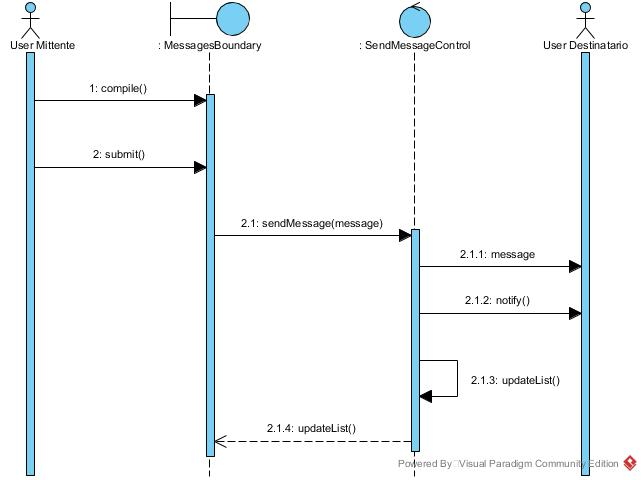 User Mittente
: MessagesBoundary
: SendMessageControl
User Destinatario
1: compile()
2: submit()
2.1: sendMessage(message)
2.1.1: message
2.1.2: notify()
2.1.3: updateList()
2.1.4: updateList()
Powered By Visual Paradigm Community Edition